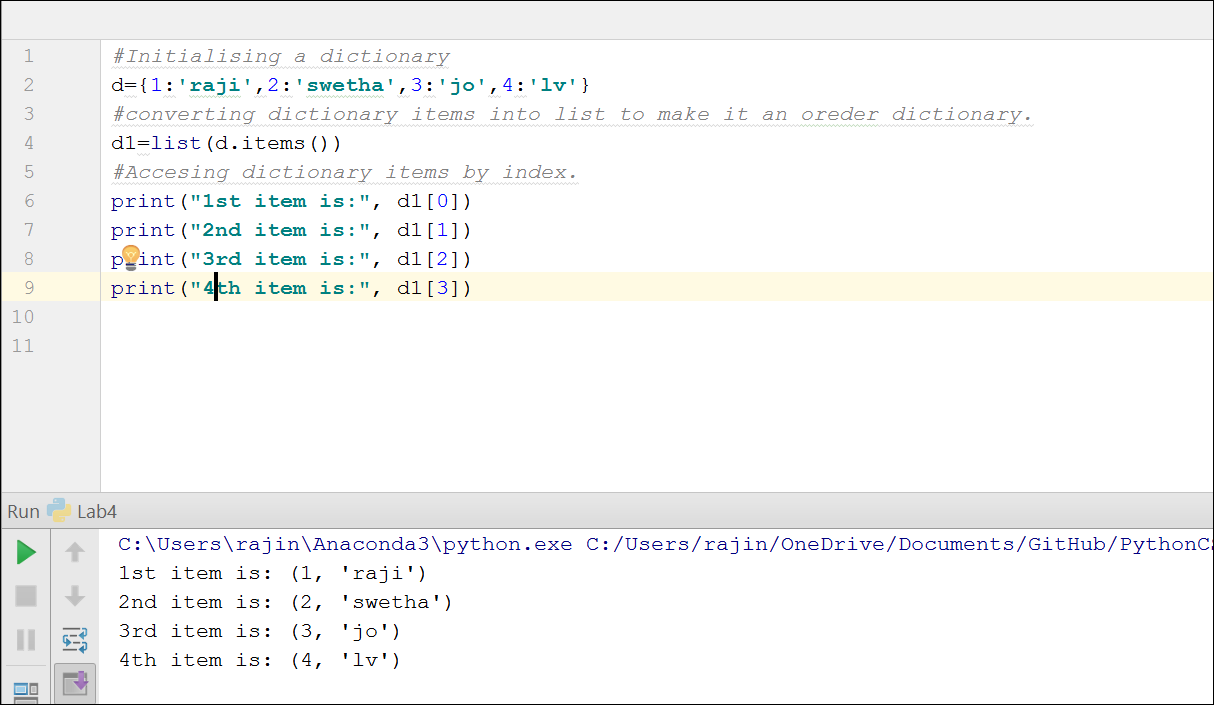 1 #Initialising a dictionary
2 d={1:'raji',2:'swetha',3:'jo',4:'lv'}
3 #converting dictionary items into list to make it an oreder dictionary.
4 d1=list(d.items())
5 #Accesing dictionary items by index.
6 print("1st item is:", d1[0])
7 print("2nd item is:", d1[1])
8 print("3rd item is:", d1[2])
9 print("4th item is:", d1[3])
10
11
Run Lab4
C:\Users\rajin\Anaconda3\python.exe C:/Users/rajin/OneDrive/Documents/GitHub/PythonCS
1st item is: (1, 'raji')
2nd item is: (2, 'swetha')
3rd item is: (3, 'jo')
4th item is: (4, 'lv')